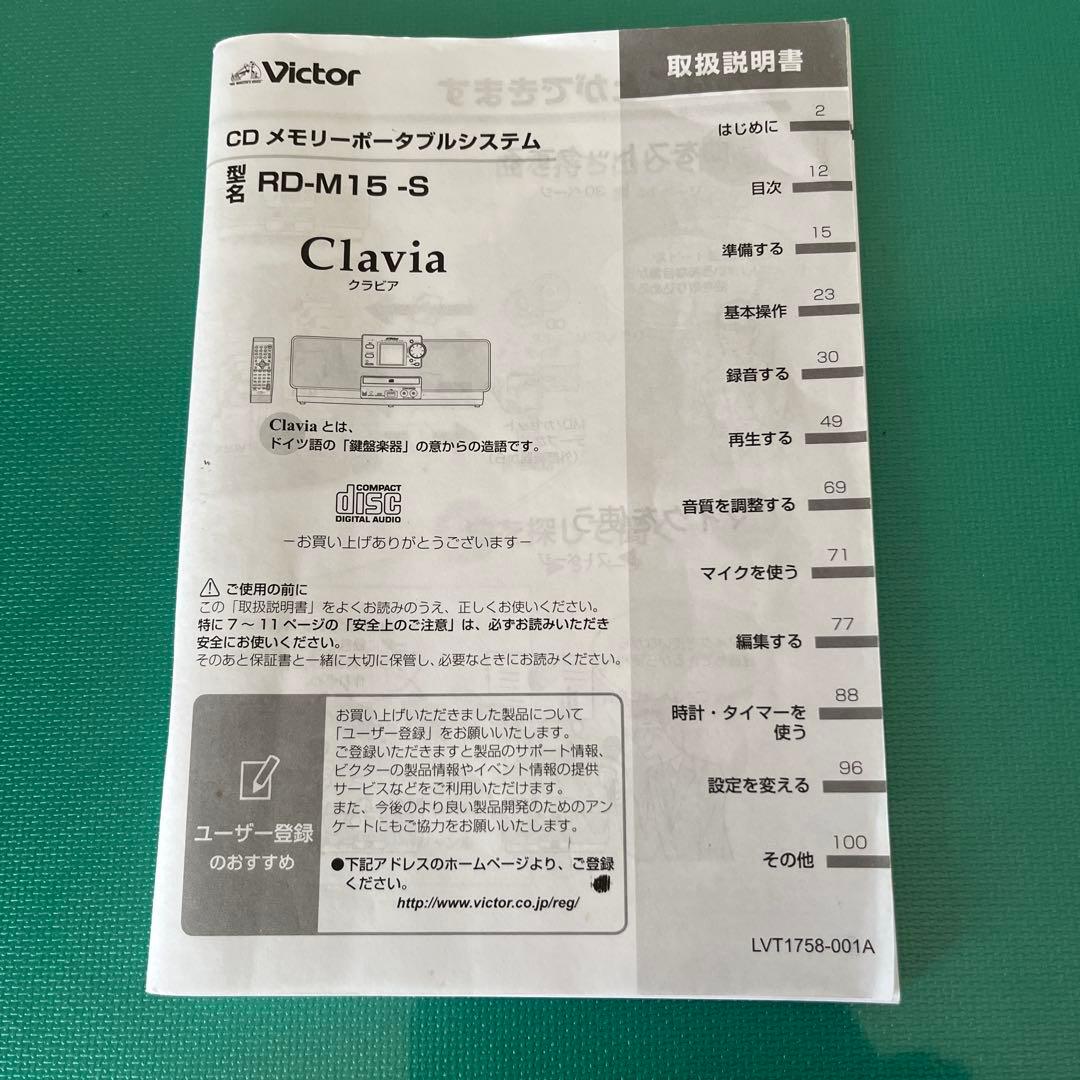 Victor
CD メモリーポータブルシステム
型名 RD-M15 -S
Clavia
クラビア
Clavia とは、
ドイツ語の「鍵盤楽器」の意からの造語です。
COMPACT
disc
DIGITAL AUDIO
－お買い上げありがとうございます－
ご使用の前に
この「取扱説明書」をよくお読みのうえ、正しくお使いください。
特に 7 ～ 11 ページの「安全上のご注意」は、必ずお読みいただき
安全にお使いください。
そのあと保証書と一緒に大切に保管し、必要なときにお読みください。
ユーザー登録
のおすすめ
お買い上げいただきました製品について
「ユーザー登録」をお願いいたします。
ご登録いただきますと製品のサポート情報、
ビクターの製品情報やイベント情報の提供
サービスなどをご利用いただけます。
また、今後のより良い製品開発のためのアン
ケートにもご協力をお願いいたします。
●下記アドレスのホームページより、ご登録
ください。
http://www.victor.co.jp/reg/
取扱説明書
はじめに 2
目次 12
準備する 15
基本操作 23
録音する 30
再生する 49
音質を調整する 69
マイクを使う 71
編集する 77
時計・タイマーを 88
使う
設定を変える 96
その他 100
LVT1758-001A